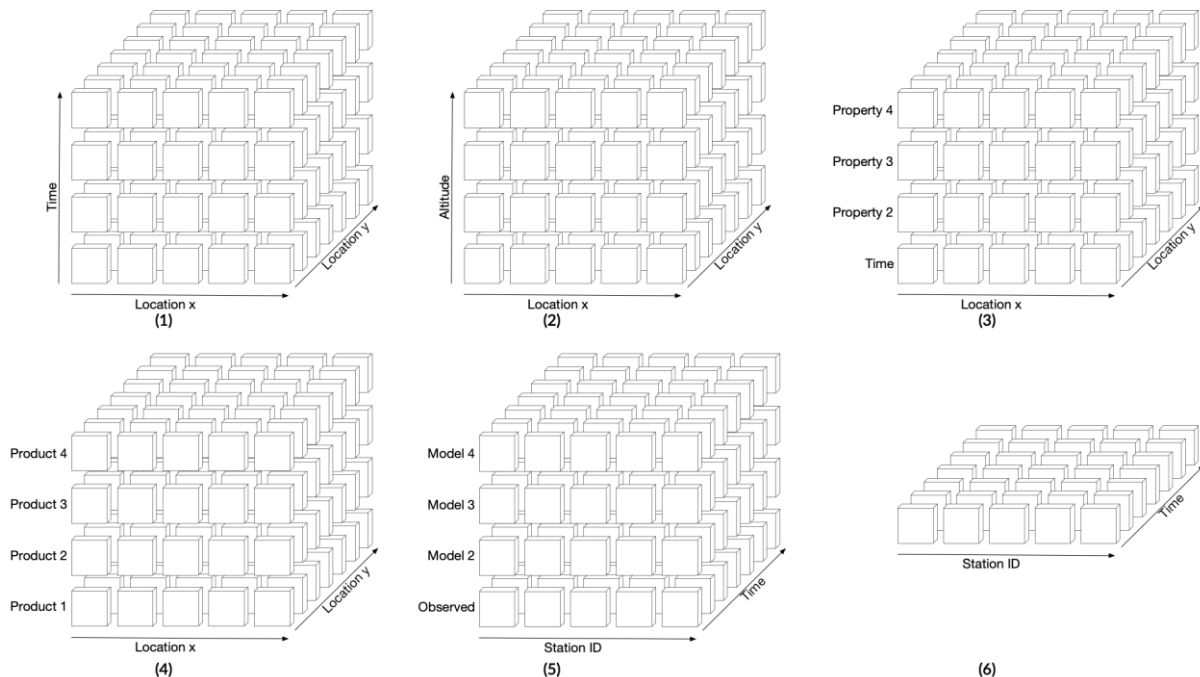 Time
Location y
Location x
(1)
Altitude
Location y
Location x
(2)
Property 4
Property 3
Property 2
Time
Location y
Location x
(3)
Product 4
Product 3
Product 2
Product 1
Location y
Location x
(4)
Model 4
Model 3
Model 2
Observed
Time
Station ID
(5)
Time
Station ID
(6)